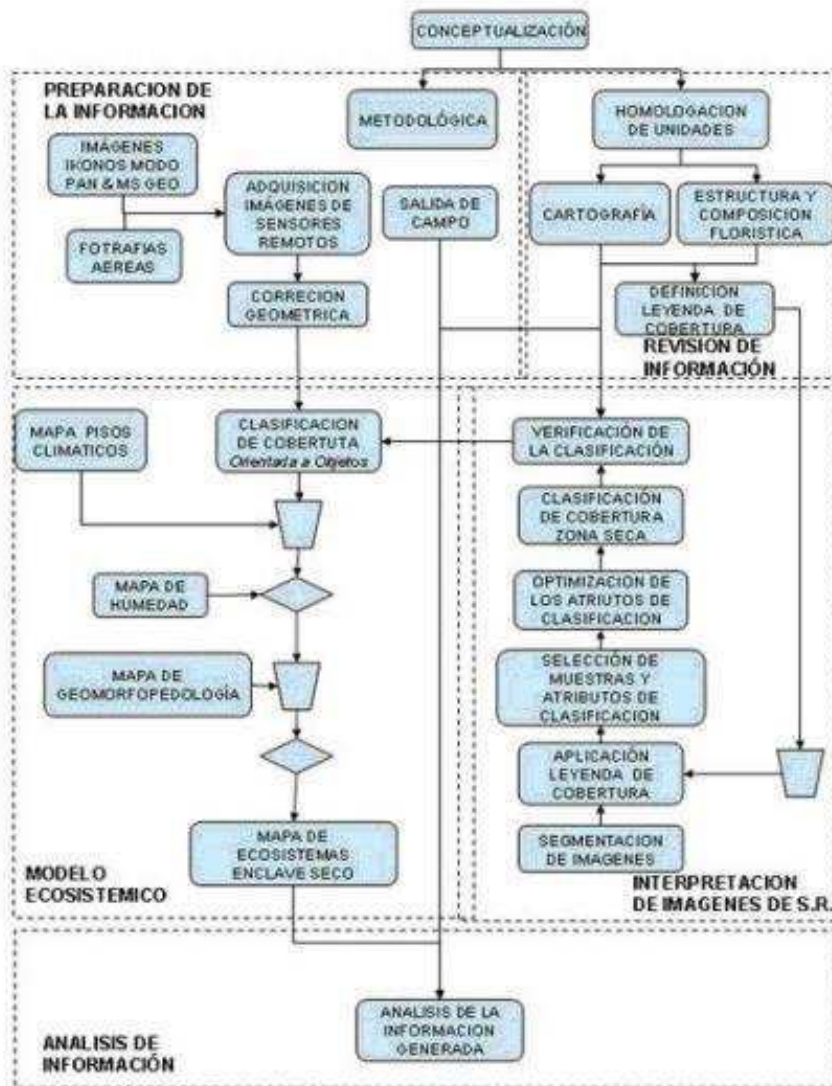 CONCEPTUALIZACIÓN
PREPARACION DE
LA INFORMACION
METODOLÓGICA
HOMOLOGACION
DE UNIDADES
IMÁGENES
IKONOS MODO
PAN & MS GEO
ADQUISICION
IMÁGENES DE
SENSORES
REMOTOS
SALIDA DE
CAMPO
CARTOGRAFÍA
ESTRUCTURA Y
COMPOSICION
FLORISTICA
FOTRAFIAS
AEREAS
CORRECION
GEOMETRICA
DEFINICION
LEYENDA DE
COBERTURA
REVISION DE
INFORMACIÓN
MAPA PISOS
CLIMATICOS
CLASIFICACION
DE COBERTUTA
Orientada a Objetos
VERIFICACIÓN DE
LA CLASIFICACIÓN
CLASIFICACIÓN
DE COBERTURA
ZONA SECA
MAPA DE
HUMEDAD
OPTIMIZACION DE
LOS ATRIUTOS DE
CLASIFICACION
MAPA DE
GEOMORFOPEDOLOGÍA
SELECCIÓN DE
MUESTRAS Y
ATRIBUTOS DE
CLASIFICACION
APLICACIÓN
LEYENDA DE
COBERTURA
MAPA DE
ECOSISTEMAS
ENCLAVE SECO
SEGMENTACION
DE IMAGENES
MODELO
ECOSISTEMICO
INTERPRETACION
DE IMAGENES DE S.R.
ANALISIS DE LA
INFORMACION
GENERADA
ANALISIS DE
INFORMACIÓN